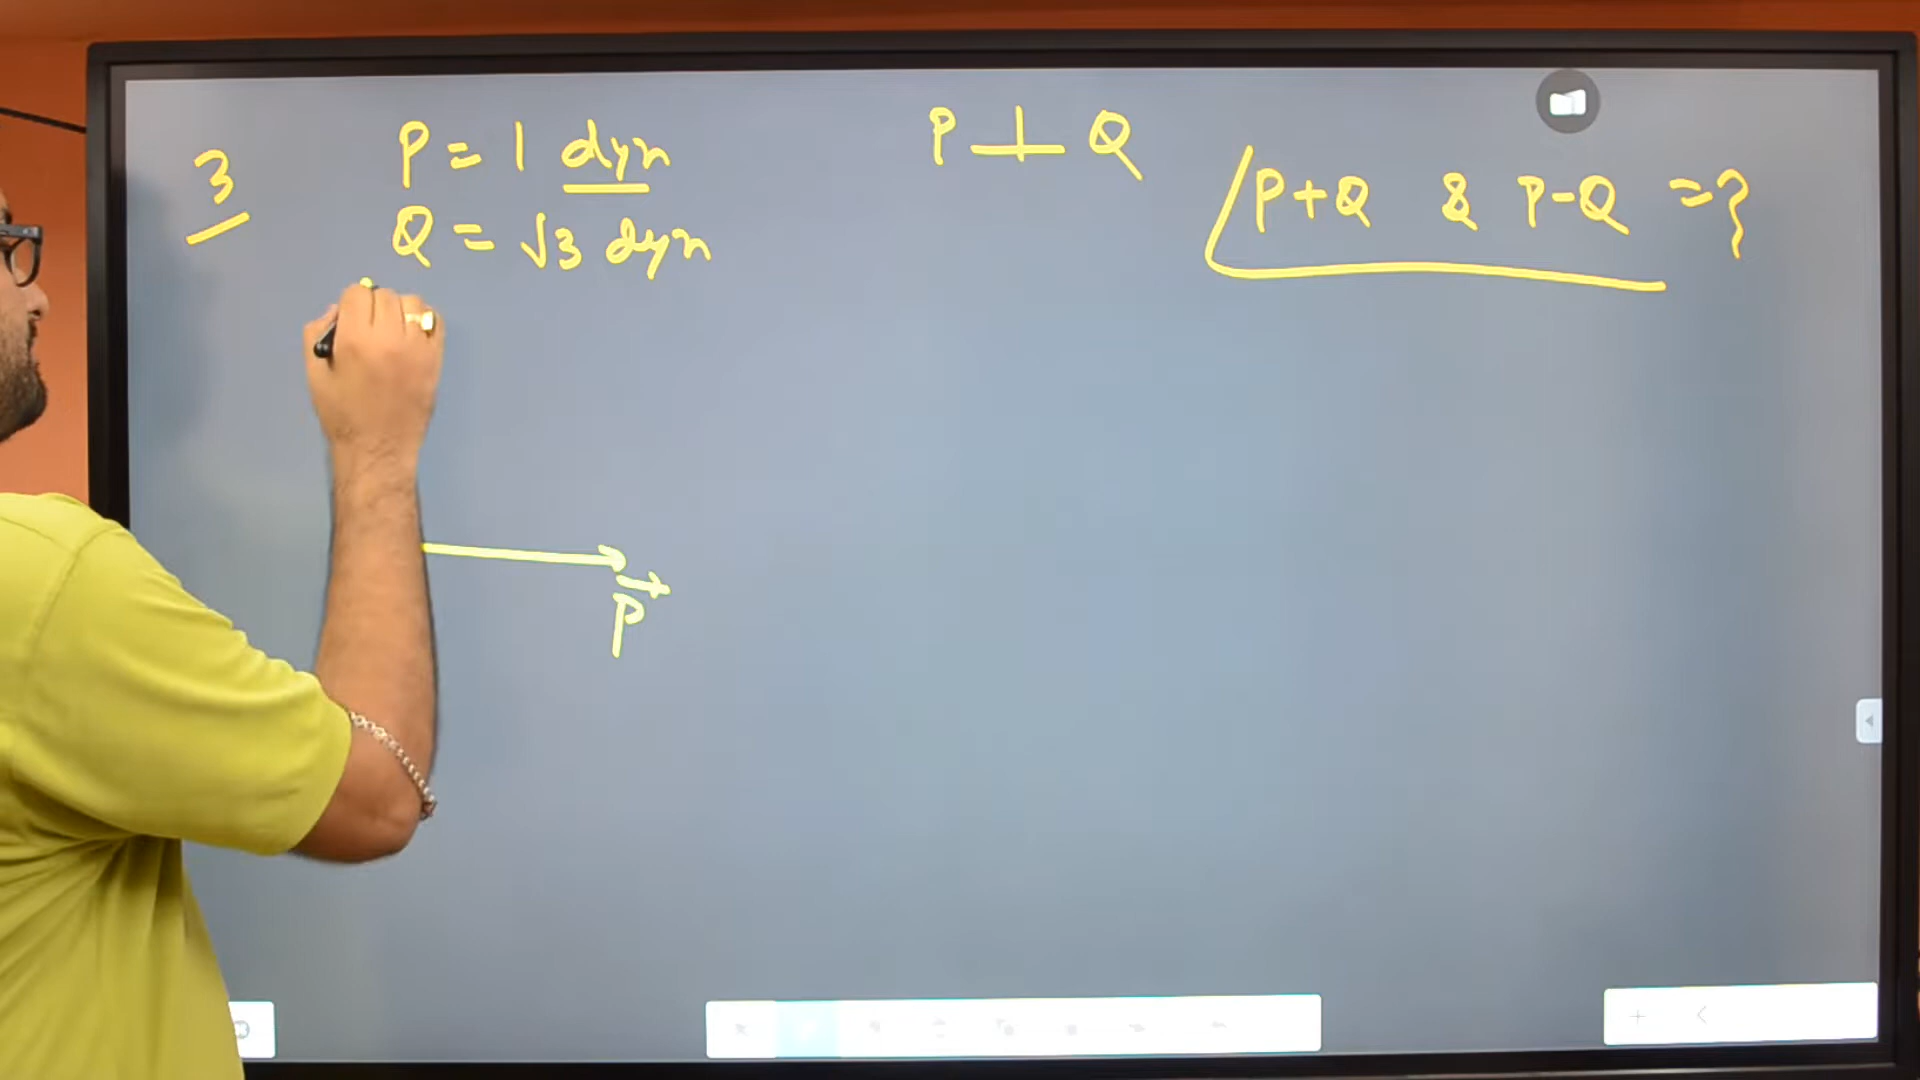 3
P = 1 dyn
Q = √3 dyn
P ⊥ Q
P+Q & P-Q = ?
P